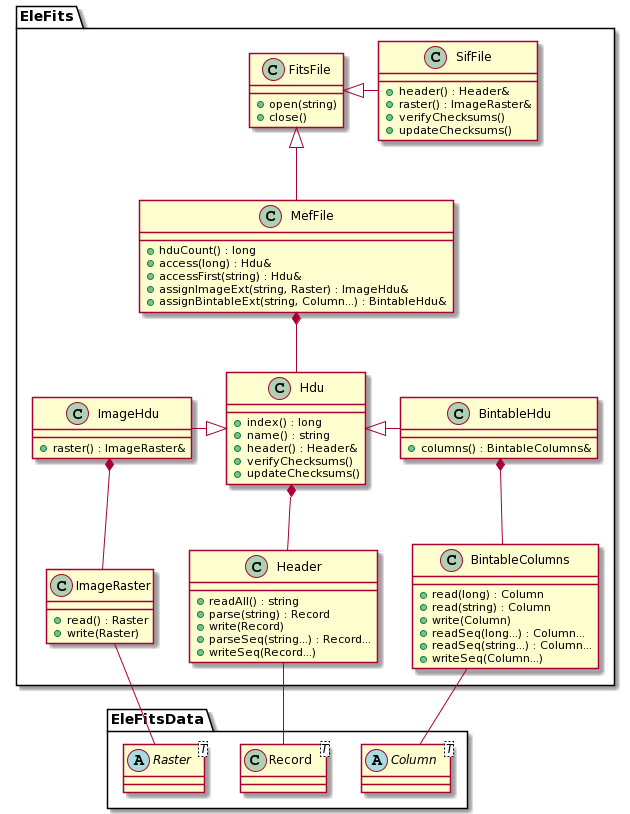 EleFits
C FitsFile
open(string)
close()
C SifFile
header() : Header&
raster() : ImageRaster&
verifyChecksums()
updateChecksums()
C MefFile
hduCount() : long
access(long) : Hdu&
accessFirst(string) : Hdu&
assignImageExt(string, Raster) : ImageHdu&
assignBintableExt(string, Column...) : BintableHdu&
C ImageHdu
raster() : ImageRaster&
C Hdu
index() : long
name() : string
header() : Header&
verifyChecksums()
updateChecksums()
C BintableHdu
columns() : BintableColumns&
C ImageRaster
read() : Raster
write(Raster)
C Header
readAll() : string
parse(string) : Record
write(Record)
parseSeq(string...) : Record...
writeSeq(Record...)
C BintableColumns
read(long) : Column
read(string) : Column
write(Column)
readSeq(long...) : Column...
readSeq(string...) : Column...
writeSeq(Column...)
EleFitsData
A Raster T
C Record T
A Column T